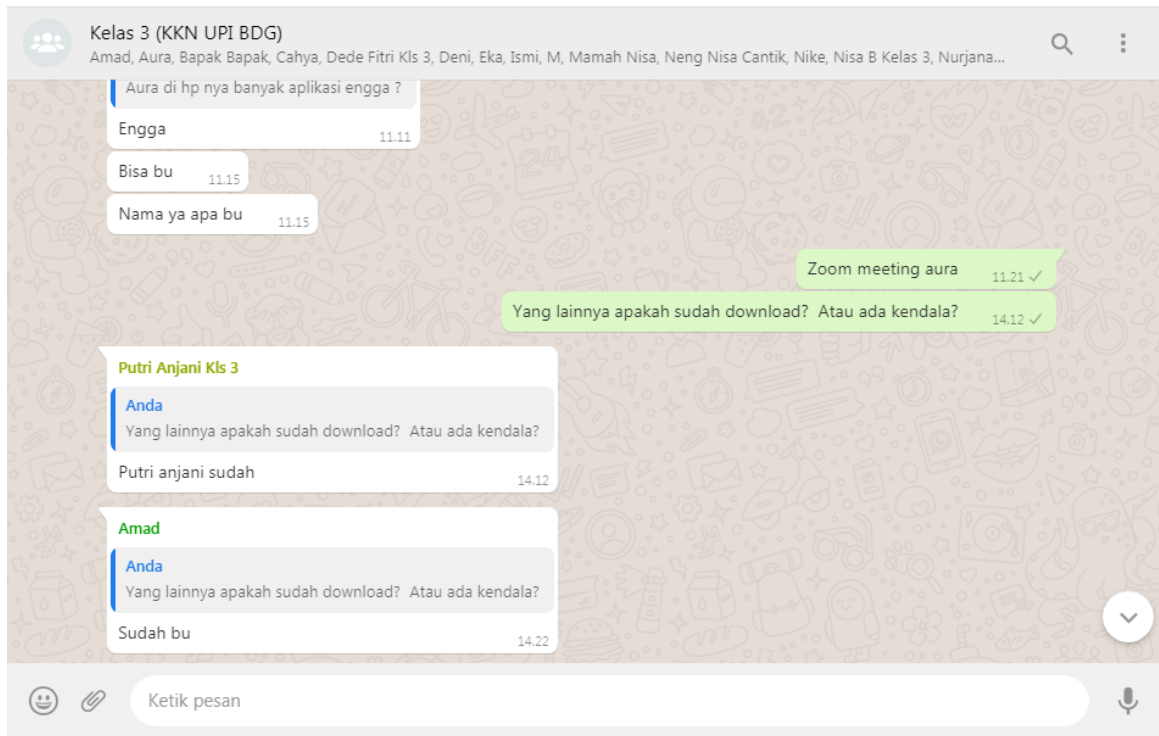 Kelas 3 (KKN UPI BDG)
Amad, Aura, Bapak Bapak, Cahya, Dede Fitri Kls 3, Deni, Eka, Ismi, M, Mamah Nisa, Neng Nisa Cantik, Nike, Nisa B Kelas 3, Nurjana...
Aura di hp nya banyak aplikasi engga ?
Engga
11.11
Bisa bu
11.15
Nama ya apa bu
11.15
Zoom meeting aura
11.21
Yang lainnya apakah sudah download?  Atau ada kendala?
14.12
Putri Anjani Kls 3
Anda
Yang lainnya apakah sudah download?  Atau ada kendala?
Putri anjani sudah
14.12
Amad
Anda
Yang lainnya apakah sudah download?  Atau ada kendala?
Sudah bu
14.22
Ketik pesan